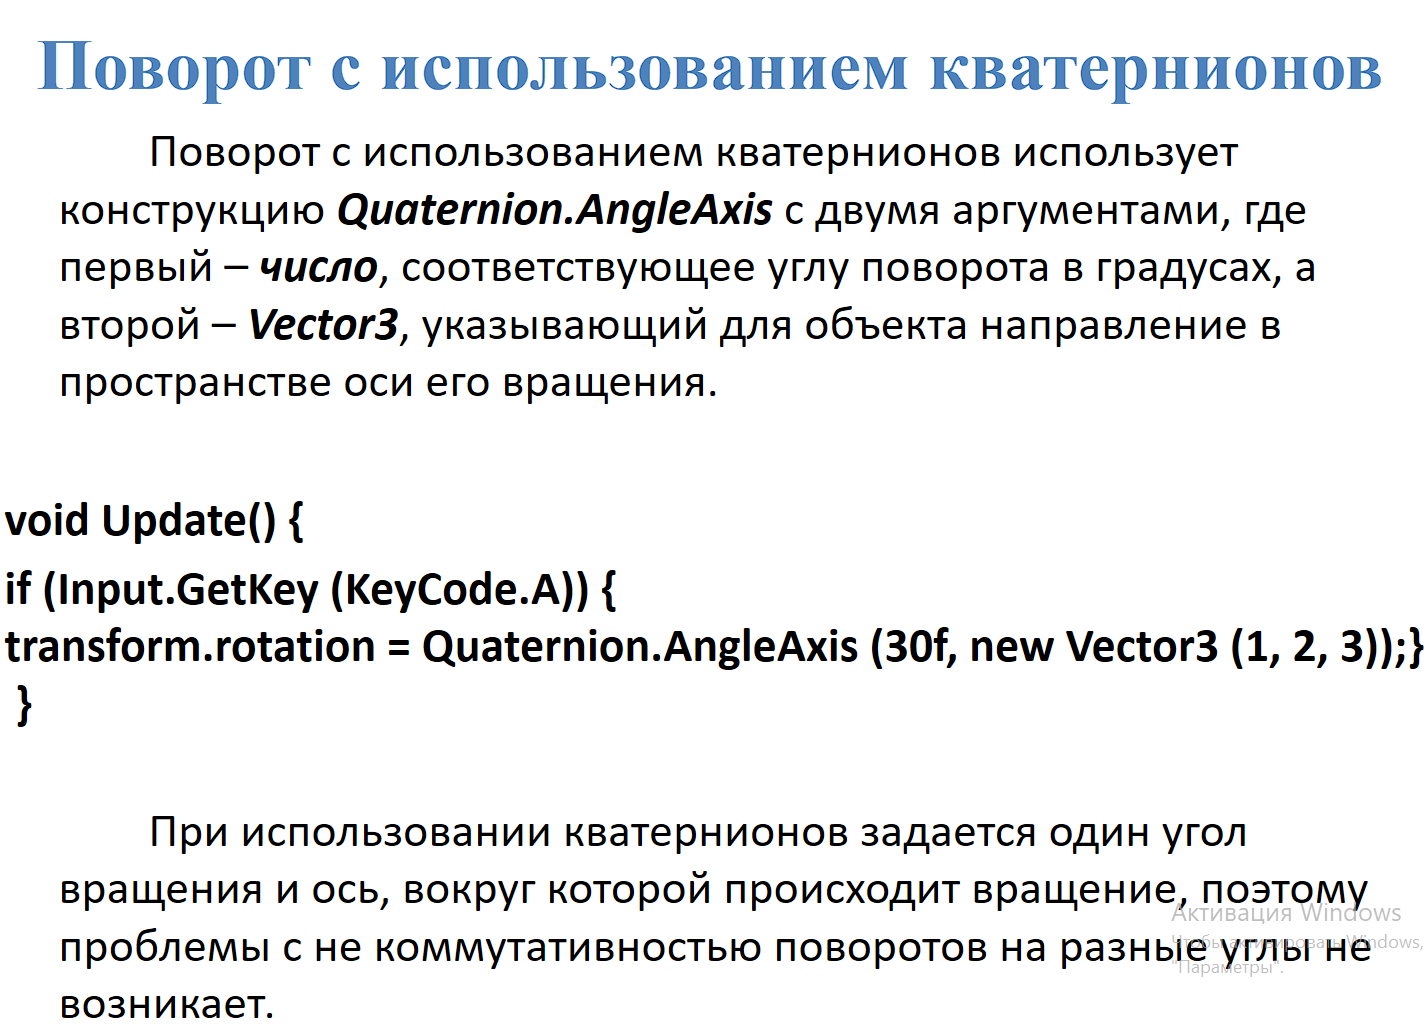 Поворот с использованием кватернионов
Поворот с использованием кватернионов использует
конструкцию Quaternion.AngleAxis с двумя аргументами, где
первый – число, соответствующее углу поворота в градусах, а
второй – Vector3, указывающий для объекта направление в
пространстве оси его вращения.
void Update() {
if (Input.GetKey (KeyCode.A)) {
transform.rotation = Quaternion.AngleAxis (30f, new Vector3 (1, 2, 3));}
}
При использовании кватернионов задается один угол
вращения и ось, вокруг которой происходит вращение, поэтому
проблемы с не коммутативностью поворотов на разные углы не
возникает.
Активация Windows
Чтобы активировать Windows,
"Параметры".